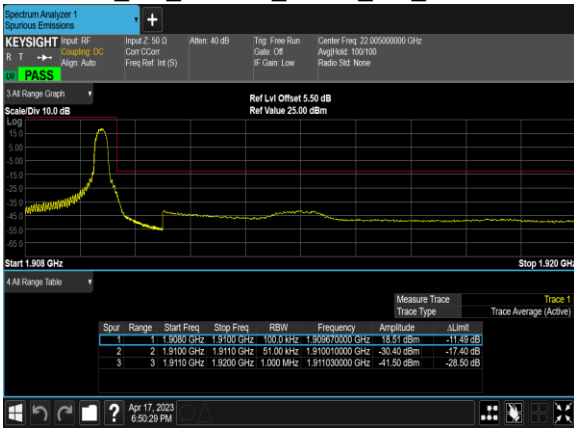 Spectrum Analyzer 1
Spurious Emissions
KEYSIGHT Input: RF Input Z: 50 Ω Atten: 40 dB Trig: Free Run Center Freq: 22.005000000 GHz
R T Coupling: DC Corr CCorr Gate: Off Avg|Hold: 100/100
Align: Auto Freq Ref: Int (S) IF Gain: Low Radio Std: None
PASS
3 All Range Graph
Ref Lvl Offset 5.50 dB
Scale/Div 10.0 dB Ref Value 25.00 dBm
Log
15.0
5.00
-5.00
-15.0
-25.0
-35.0
-45.0
-55.0
-65.0
Start 1.908 GHz Stop 1.920 GHz
4 All Range Table
Measure Trace Trace 1
Trace Type Trace Average (Active)
Spur Range Start Freq Stop Freq RBW Frequency Amplitude ΔLimit
1 1 1.9080 GHz 1.9100 GHz 100.0 kHz 1.909670000 GHz 18.51 dBm -11.49 dB
2 2 1.9100 GHz 1.9110 GHz 51.00 kHz 1.910010000 GHz -30.40 dBm -17.40 dB
3 3 1.9110 GHz 1.9200 GHz 1.000 MHz 1.911030000 GHz -41.50 dBm -28.50 dB
Apr 17, 2023
6:50:29 PM